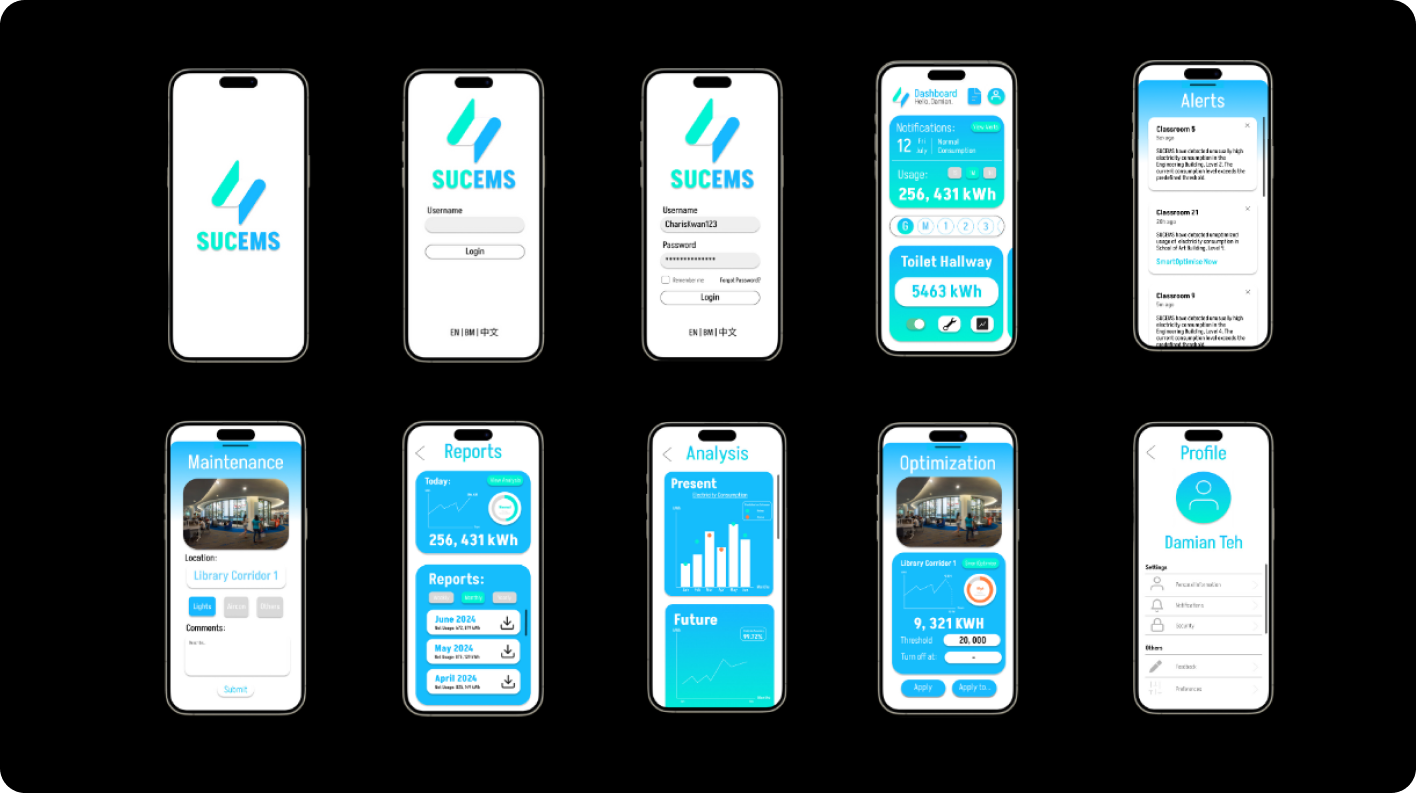 SUCEMS
SUCEMS
Username
Login
EN | BM | 中文
SUCEMS
Username
CharisKwan123
Password
**************
Remember me
Forgot Password?
Login
EN | BM | 中文
Dashboard
Hello, Damian.
Notifications:
12
Fri
July
Normal
Consumption
Usage:
256, 431 kWh
G M 1 2 3
Toilet Hallway
5463 kWh
Alerts
Classroom 5
SUCEMS have detected unusually high
electricity consumption in the
Engineering Building, Level 2. The
current consumption level exceeds the
predefined threshold.
Classroom 21
20h ago
SUCEMS have detected optimized
usage of electricity consumption in
School of Art Building, Level 1.
SmartOptimise Now
Classroom 9
SUCEMS have detected unusually high
electricity consumption in the
Engineering Building, Level 4. The
current consumption level exceeds the
predefined threshold.
Maintenance
Location:
Library Corridor 1
Lights
Others
Comments:
Submit
Reports
Today:
View Analysis
256, 431 kWh
Reports:
Monthly
June 2024
May 2024
April 2024
Analysis
Present
Electricity Consumption
Future
99.72%
Optimization
Library Corridor 1
9, 321 KWH
Threshold
20, 000
Turn off at:
-
Apply
Apply to...
Profile
Damian Teh
Settings
Personal Information
Notifications
Security
Others
Feedback
Preferences